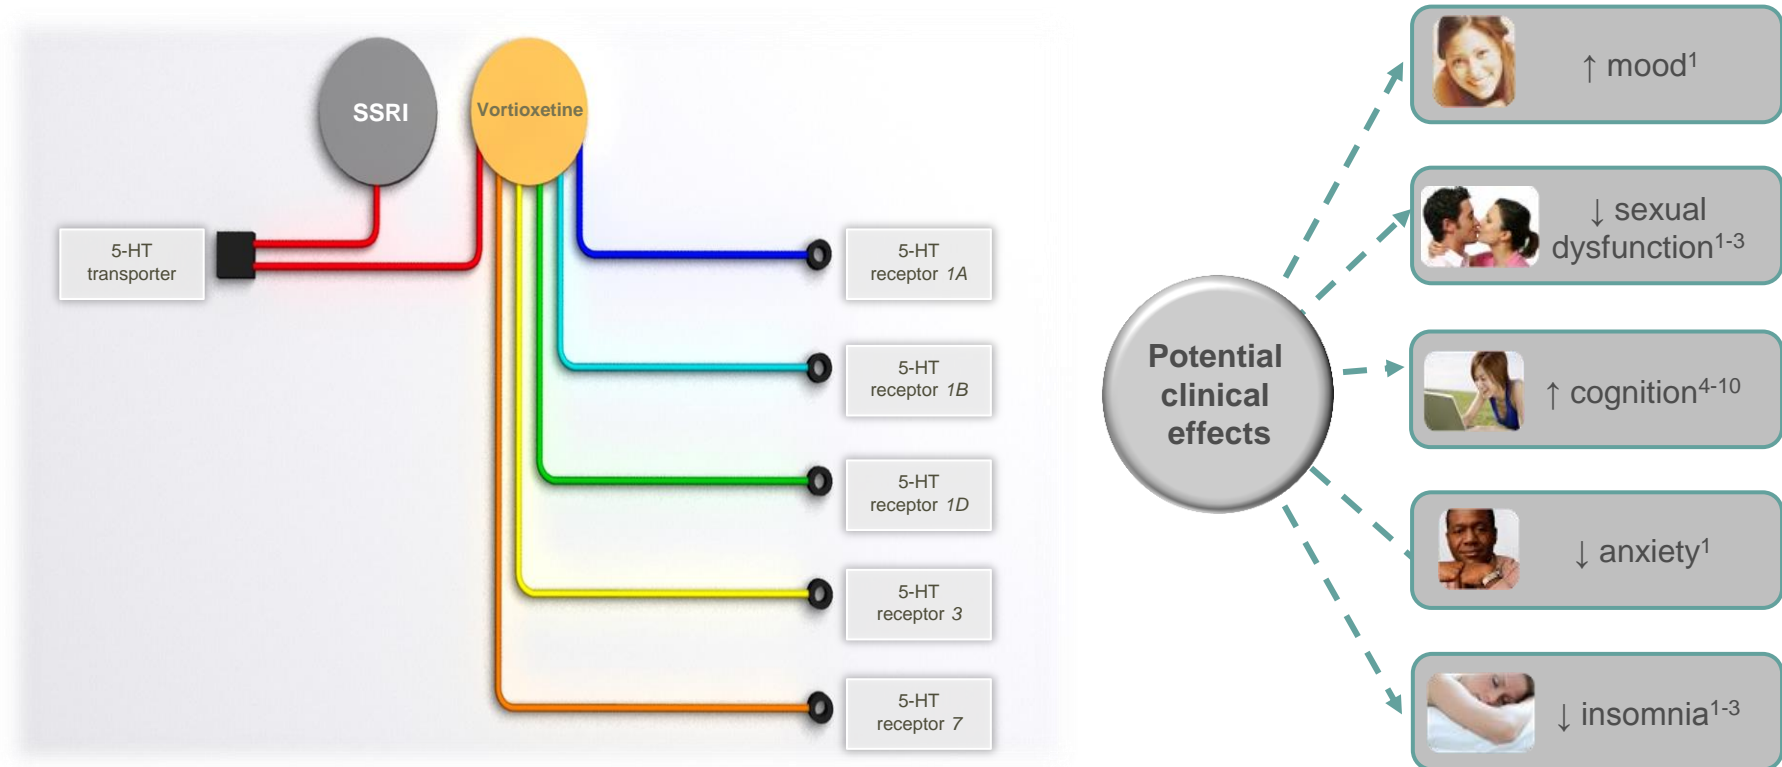 SSRI
Vortioxetine
5-HT
transporter
5-HT
receptor 1A
5-HT
receptor 1B
5-HT
receptor 1D
5-HT
receptor 3
5-HT
receptor 7
Potential
clinical
effects
↑ mood¹
↓ sexual
dysfunction¹⁻³
↑ cognition⁴⁻¹⁰
↓ anxiety¹
↓ insomnia¹⁻³